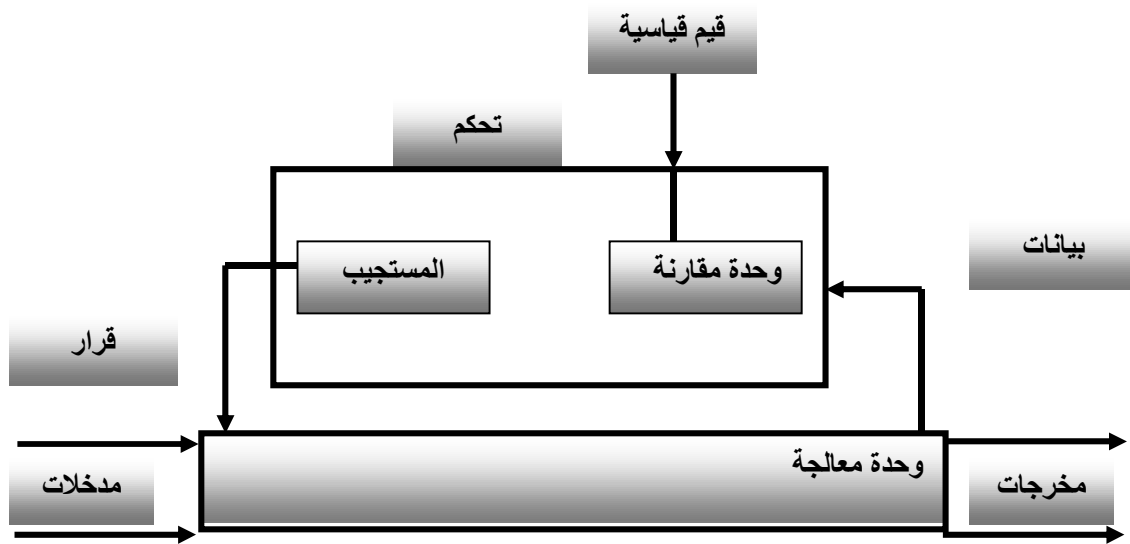 قيم قياسية
تحكم
بيانات
وحدة مقارنة
المستجيب
قرار
وحدة معالجة
مخرجات
مدخلات